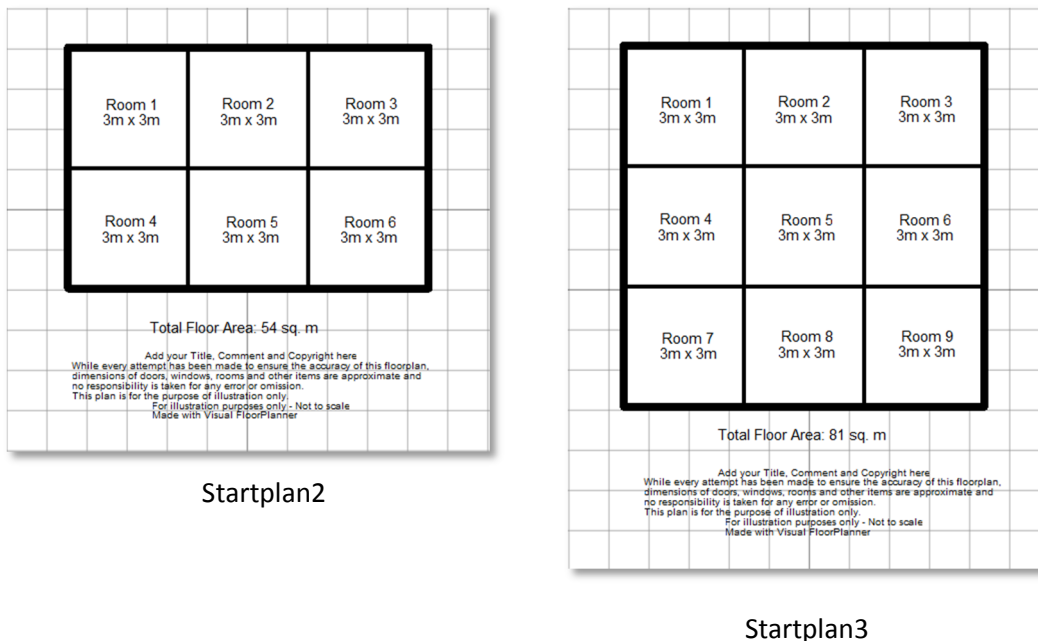 Room 1
3m x 3m
Room 2
3m x 3m
Room 3
3m x 3m
Room 4
3m x 3m
Room 5
3m x 3m
Room 6
3m x 3m
Total Floor Area: 54 sq. m
Add your Title, Comment and Copyright here
While every attempt has been made to ensure the accuracy of this floorplan,
dimensions of doors, windows, rooms and other items are approximate and
no responsibility is taken for any error or omission.
This plan is for the purpose of illustration only.
For illustration purposes only - Not to scale
Made with Visual FloorPlanner
Startplan2
Room 1
3m x 3m
Room 2
3m x 3m
Room 3
3m x 3m
Room 4
3m x 3m
Room 5
3m x 3m
Room 6
3m x 3m
Room 7
3m x 3m
Room 8
3m x 3m
Room 9
3m x 3m
Total Floor Area: 81 sq. m
Add your Title, Comment and Copyright here
While every attempt has been made to ensure the accuracy of this floorplan,
dimensions of doors, windows, rooms and other items are approximate and
no responsibility is taken for any error or omission.
This plan is for the purpose of illustration only.
For illustration purposes only - Not to scale
Made with Visual FloorPlanner
Startplan3